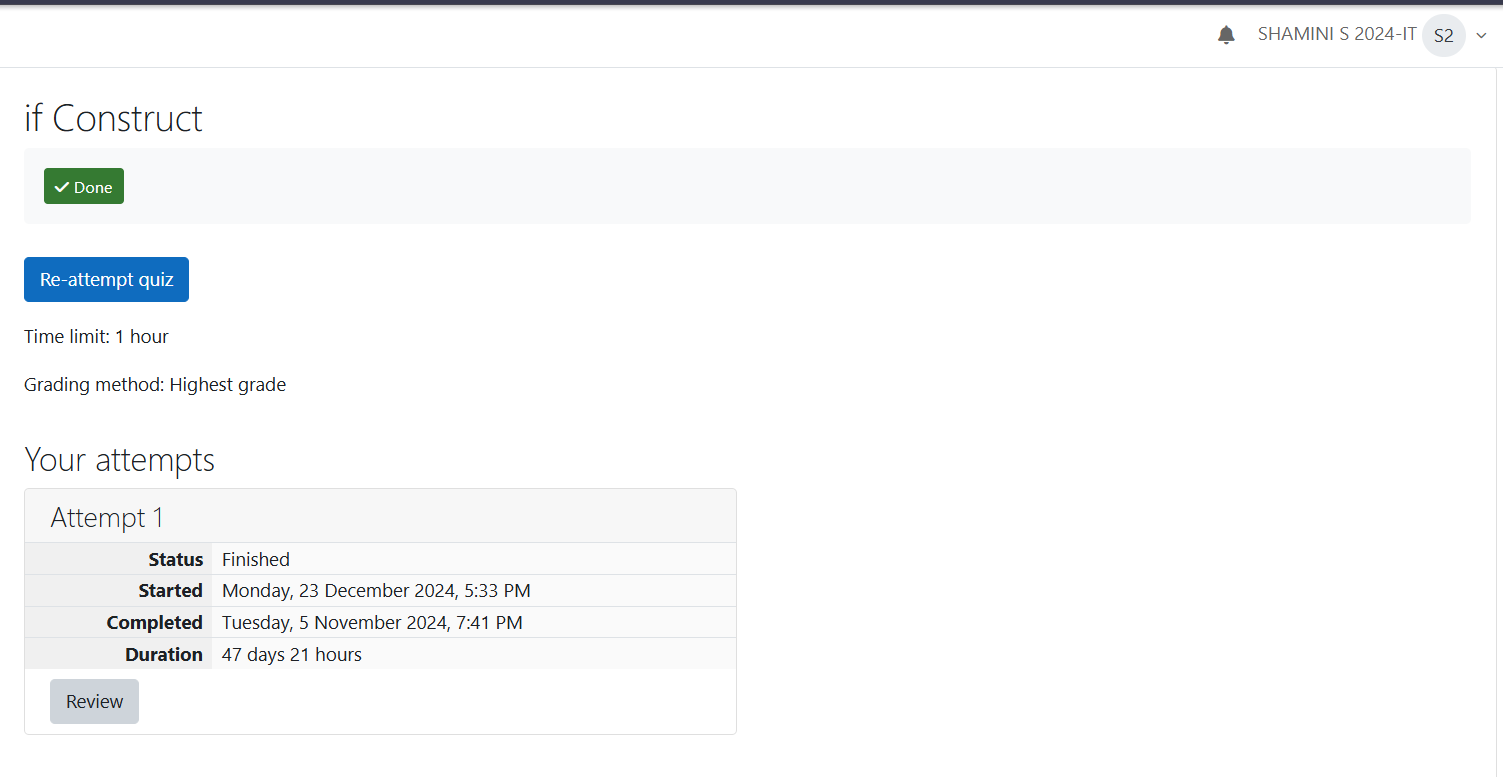 SHAMINI S 2024-IT S2
if Construct
Done
Re-attempt quiz
Time limit: 1 hour
Grading method: Highest grade
Your attempts
Attempt 1
Status Finished
Started Monday, 23 December 2024, 5:33 PM
Completed Tuesday, 5 November 2024, 7:41 PM
Duration 47 days 21 hours
Review